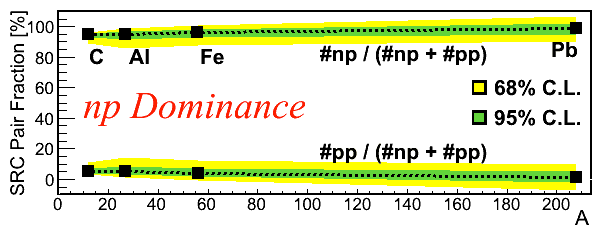 SRC Pair Fraction [%]
100
80
60
40
20
0
C
Al
Fe
Pb
#np / (#np + #pp)
np Dominance
68% C.L.
95% C.L.
#pp / (#np + #pp)
0 20 40 60 80 100 120 140 160 180 200
A